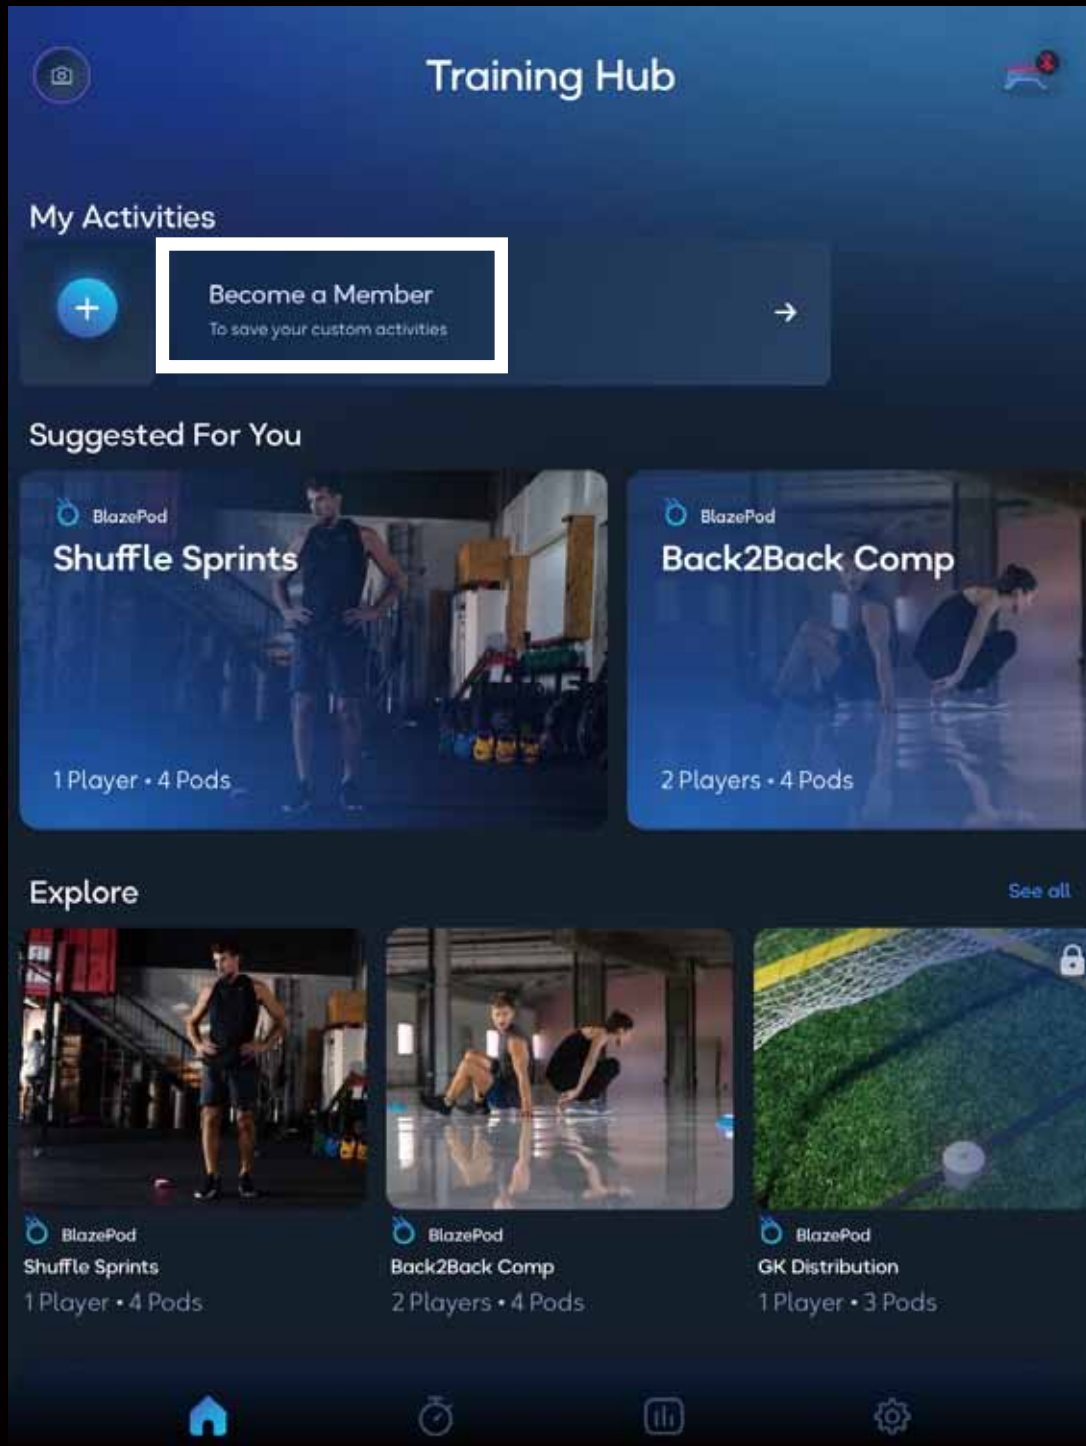 Training Hub
My Activities
Become a Member
To save your custom activities
Suggested For You
BlazePod
Shuffle Sprints
1 Player • 4 Pods
BlazePod
Back2Back Comp
2 Players • 4 Pods
Explore
See all
BlazePod
Shuffle Sprints
1 Player • 4 Pods
BlazePod
Back2Back Comp
2 Players • 4 Pods
BlazePod
GK Distribution
1 Player • 3 Pods